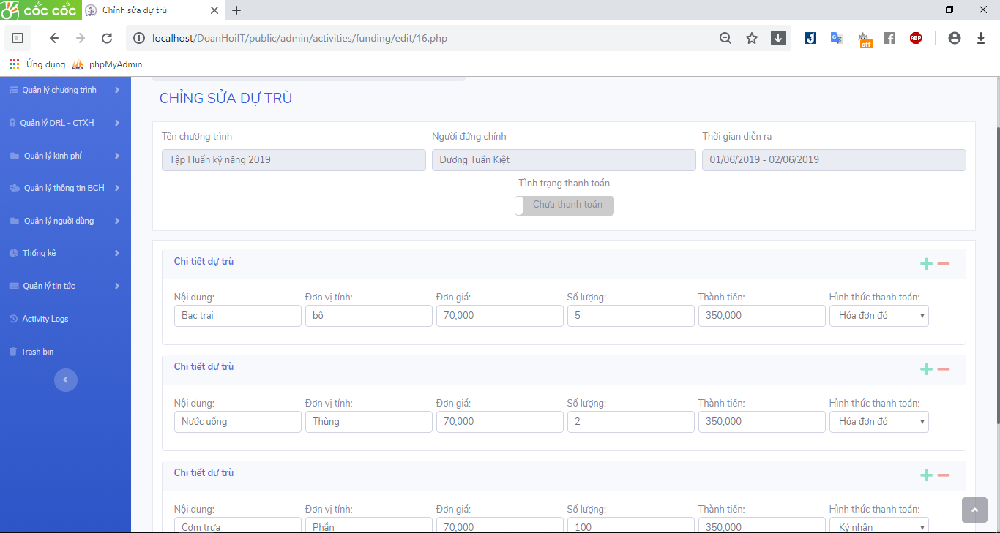 cốc cốc
Chỉnh sửa dự trù
localhost/DoanHoiIT/public/admin/activities/funding/edit/16.php
off
ABP
Ứng dụng
PMA
phpMyAdmin
Quản lý chương trình
Quản lý DRL - CTXH
Quản lý kinh phí
Quản lý thông tin BCH
Quản lý người dùng
Thống kê
Quản lý tin tức
Activity Logs
Trash bin
CHỈNG SỬA DỰ TRÙ
Tên chương trình Người đứng chính Thời gian diễn ra
Tập Huấn kỹ năng 2019 Dương Tuấn Kiệt 01/06/2019 - 02/06/2019
Tình trạng thanh toán
Chưa thanh toán
Chi tiết dự trù
Nội dung: Đơn vị tính: Đơn giá: Số lượng: Thành tiền: Hình thức thanh toán:
Bạc trại bộ 70,000 5 350,000 Hóa đơn đỏ
Chi tiết dự trù
Nội dung: Đơn vị tính: Đơn giá: Số lượng: Thành tiền: Hình thức thanh toán:
Nước uống Thùng 70,000 2 350,000 Hóa đơn đỏ
Chi tiết dự trù
Nội dung: Đơn vị tính: Đơn giá: Số lượng: Thành tiền: Hình thức thanh toán:
Cơm trưa Phần 70,000 100 350,000 Ký nhận